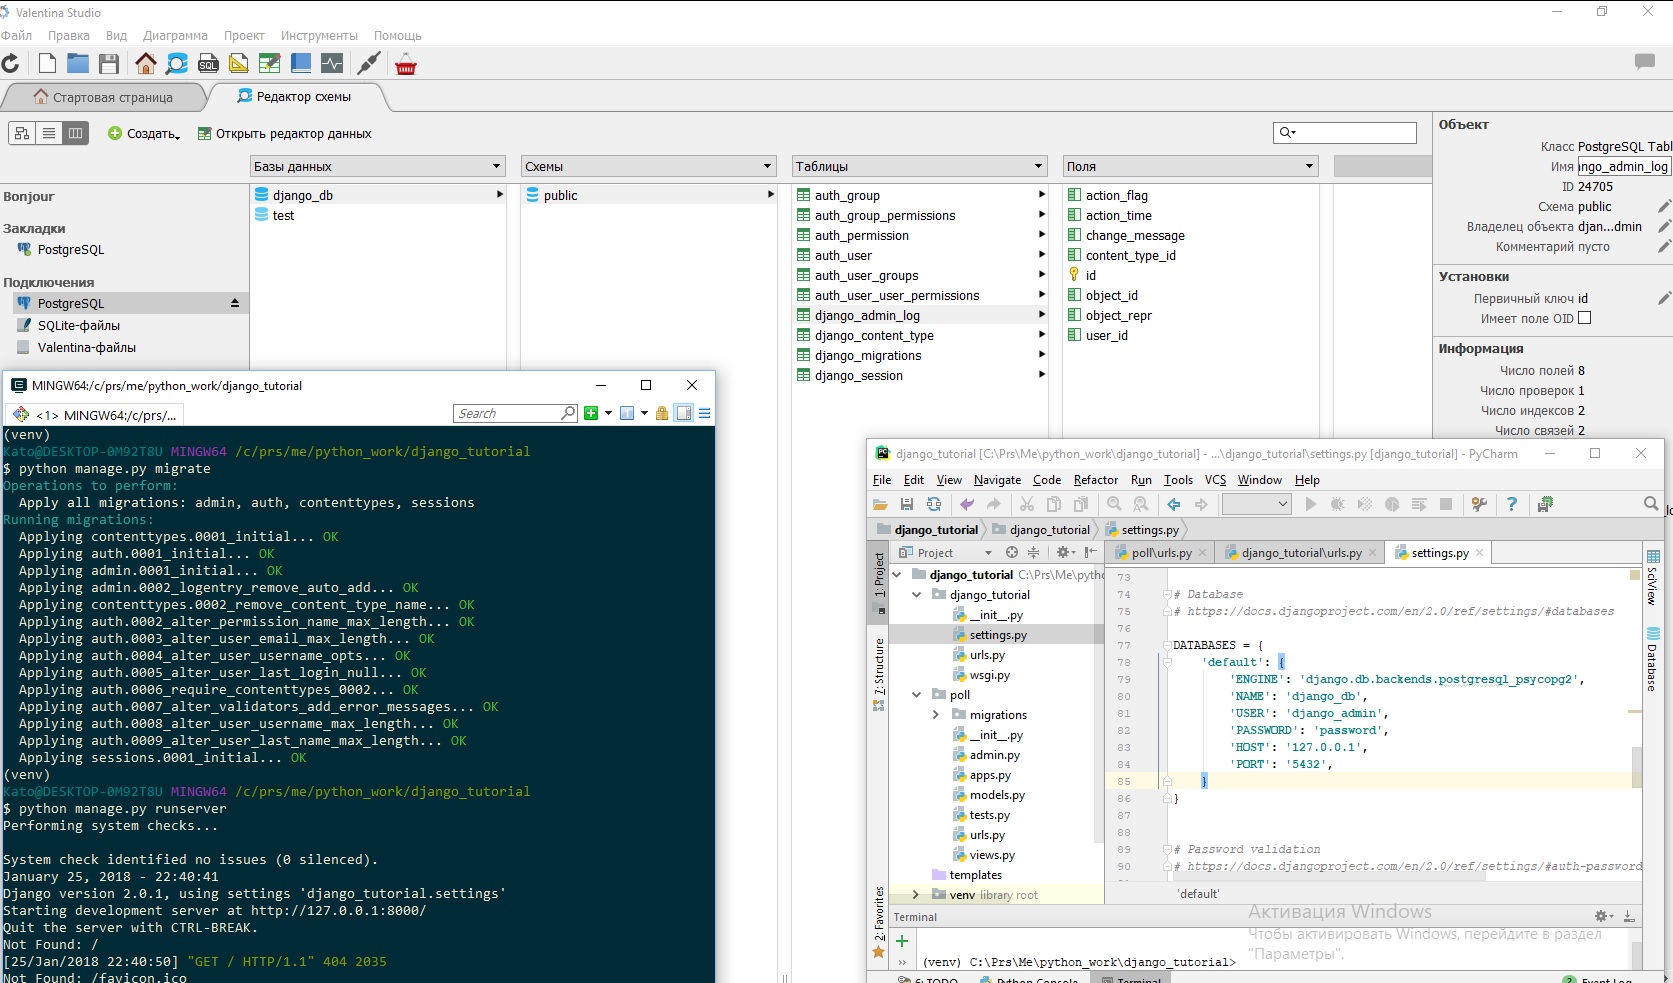 Valentina Studio
Файл Правка Вид Диаграмма Проект Инструменты Помощь
SQL
Стартовая страница Редактор схемы
Создать Открыть редактор данных
Базы данных Схемы Таблицы Поля
Bonjour
Закладки
PostgreSQL
Подключения
PostgreSQL
SQLite-файлы
Valentina-файлы
django_db
test
public
auth_group
auth_group_permissions
auth_permission
auth_user
auth_user_groups
auth_user_user_permissions
django_admin_log
django_content_type
django_migrations
django_session
action_flag
action_time
change_message
content_type_id
id
object_id
object_repr
user_id
Объект
Класс PostgreSQL Tabl
Имя ngo_admin_log
ID 24705
Схема public
Владелец объекта djan...dmin
Комментарий пусто
Установки
Первичный ключ id
Имеет поле OID
Информация
Число полей 8
Число проверок 1
Число индексов 2
Число связей 2
MINGW64:/c/prs/me/python_work/django_tutorial
<1> MINGW64:/c/prs/...
Search
(venv)
Kato@DESKTOP-0M92T8U MINGW64 /c/prs/me/python_work/django_tutorial
$ python manage.py migrate
Operations to perform:
Apply all migrations: admin, auth, contenttypes, sessions
Running migrations:
Applying contenttypes.0001_initial... OK
Applying auth.0001_initial... OK
Applying admin.0001_initial... OK
Applying admin.0002_logentry_remove_auto_add... OK
Applying contenttypes.0002_remove_content_type_name... OK
Applying auth.0002_alter_permission_name_max_length... OK
Applying auth.0003_alter_user_email_max_length... OK
Applying auth.0004_alter_user_username_opts... OK
Applying auth.0005_alter_user_last_login_null... OK
Applying auth.0006_require_contenttypes_0002... OK
Applying auth.0007_alter_validators_add_error_messages... OK
Applying auth.0008_alter_user_username_max_length... OK
Applying auth.0009_alter_user_last_name_max_length... OK
Applying sessions.0001_initial... OK
(venv)
Kato@DESKTOP-0M92T8U MINGW64 /c/prs/me/python_work/django_tutorial
$ python manage.py runserver
Performing system checks...
System check identified no issues (0 silenced).
January 25, 2018 - 22:40:41
Django version 2.0.1, using settings 'django_tutorial.settings'
Starting development server at http://127.0.0.1:8000/
Quit the server with CTRL-BREAK.
Not Found: /
[25/Jan/2018 22:40:50] "GET / HTTP/1.1" 404 2035
Not Found: /favicon.ico
django_tutorial [C:\Prs\Me\python_work\django_tutorial] - ...\django_tutorial\settings.py [django_tutorial] - PyCharm
File Edit View Navigate Code Refactor Run Tools VCS Window Help
django_tutorial django_tutorial settings.py
Project
poll\urls.py django_tutorial\urls.py settings.py
1: Project
7: Structure
2: Favorites
django_tutorial C:\Prs\Me\pytho
django_tutorial
__init__.py
settings.py
urls.py
wsgi.py
poll
migrations
__init__.py
admin.py
apps.py
models.py
tests.py
urls.py
views.py
templates
venv library root
73
74 # Database
75 # https://docs.djangoproject.com/en/2.0/ref/settings/#databases
76
77 DATABASES = {
78 'default': {
79 'ENGINE': 'django.db.backends.postgresql_psycopg2',
80 'NAME': 'django_db',
81 'USER': 'django_admin',
82 'PASSWORD': 'password',
83 'HOST': '127.0.0.1',
84 'PORT': '5432',
85 }
86 }
87
88
89 # Password validation
90 # https://docs.djangoproject.com/en/2.0/ref/settings/#auth-password
'default'
SciView
Database
Terminal
(venv) C:\Prs\Me\python_work\django_tutorial>
Активация Windows
Чтобы активировать Windows, перейдите в раздел
"Параметры".
6: TODO Python Console Terminal 2 Event Log